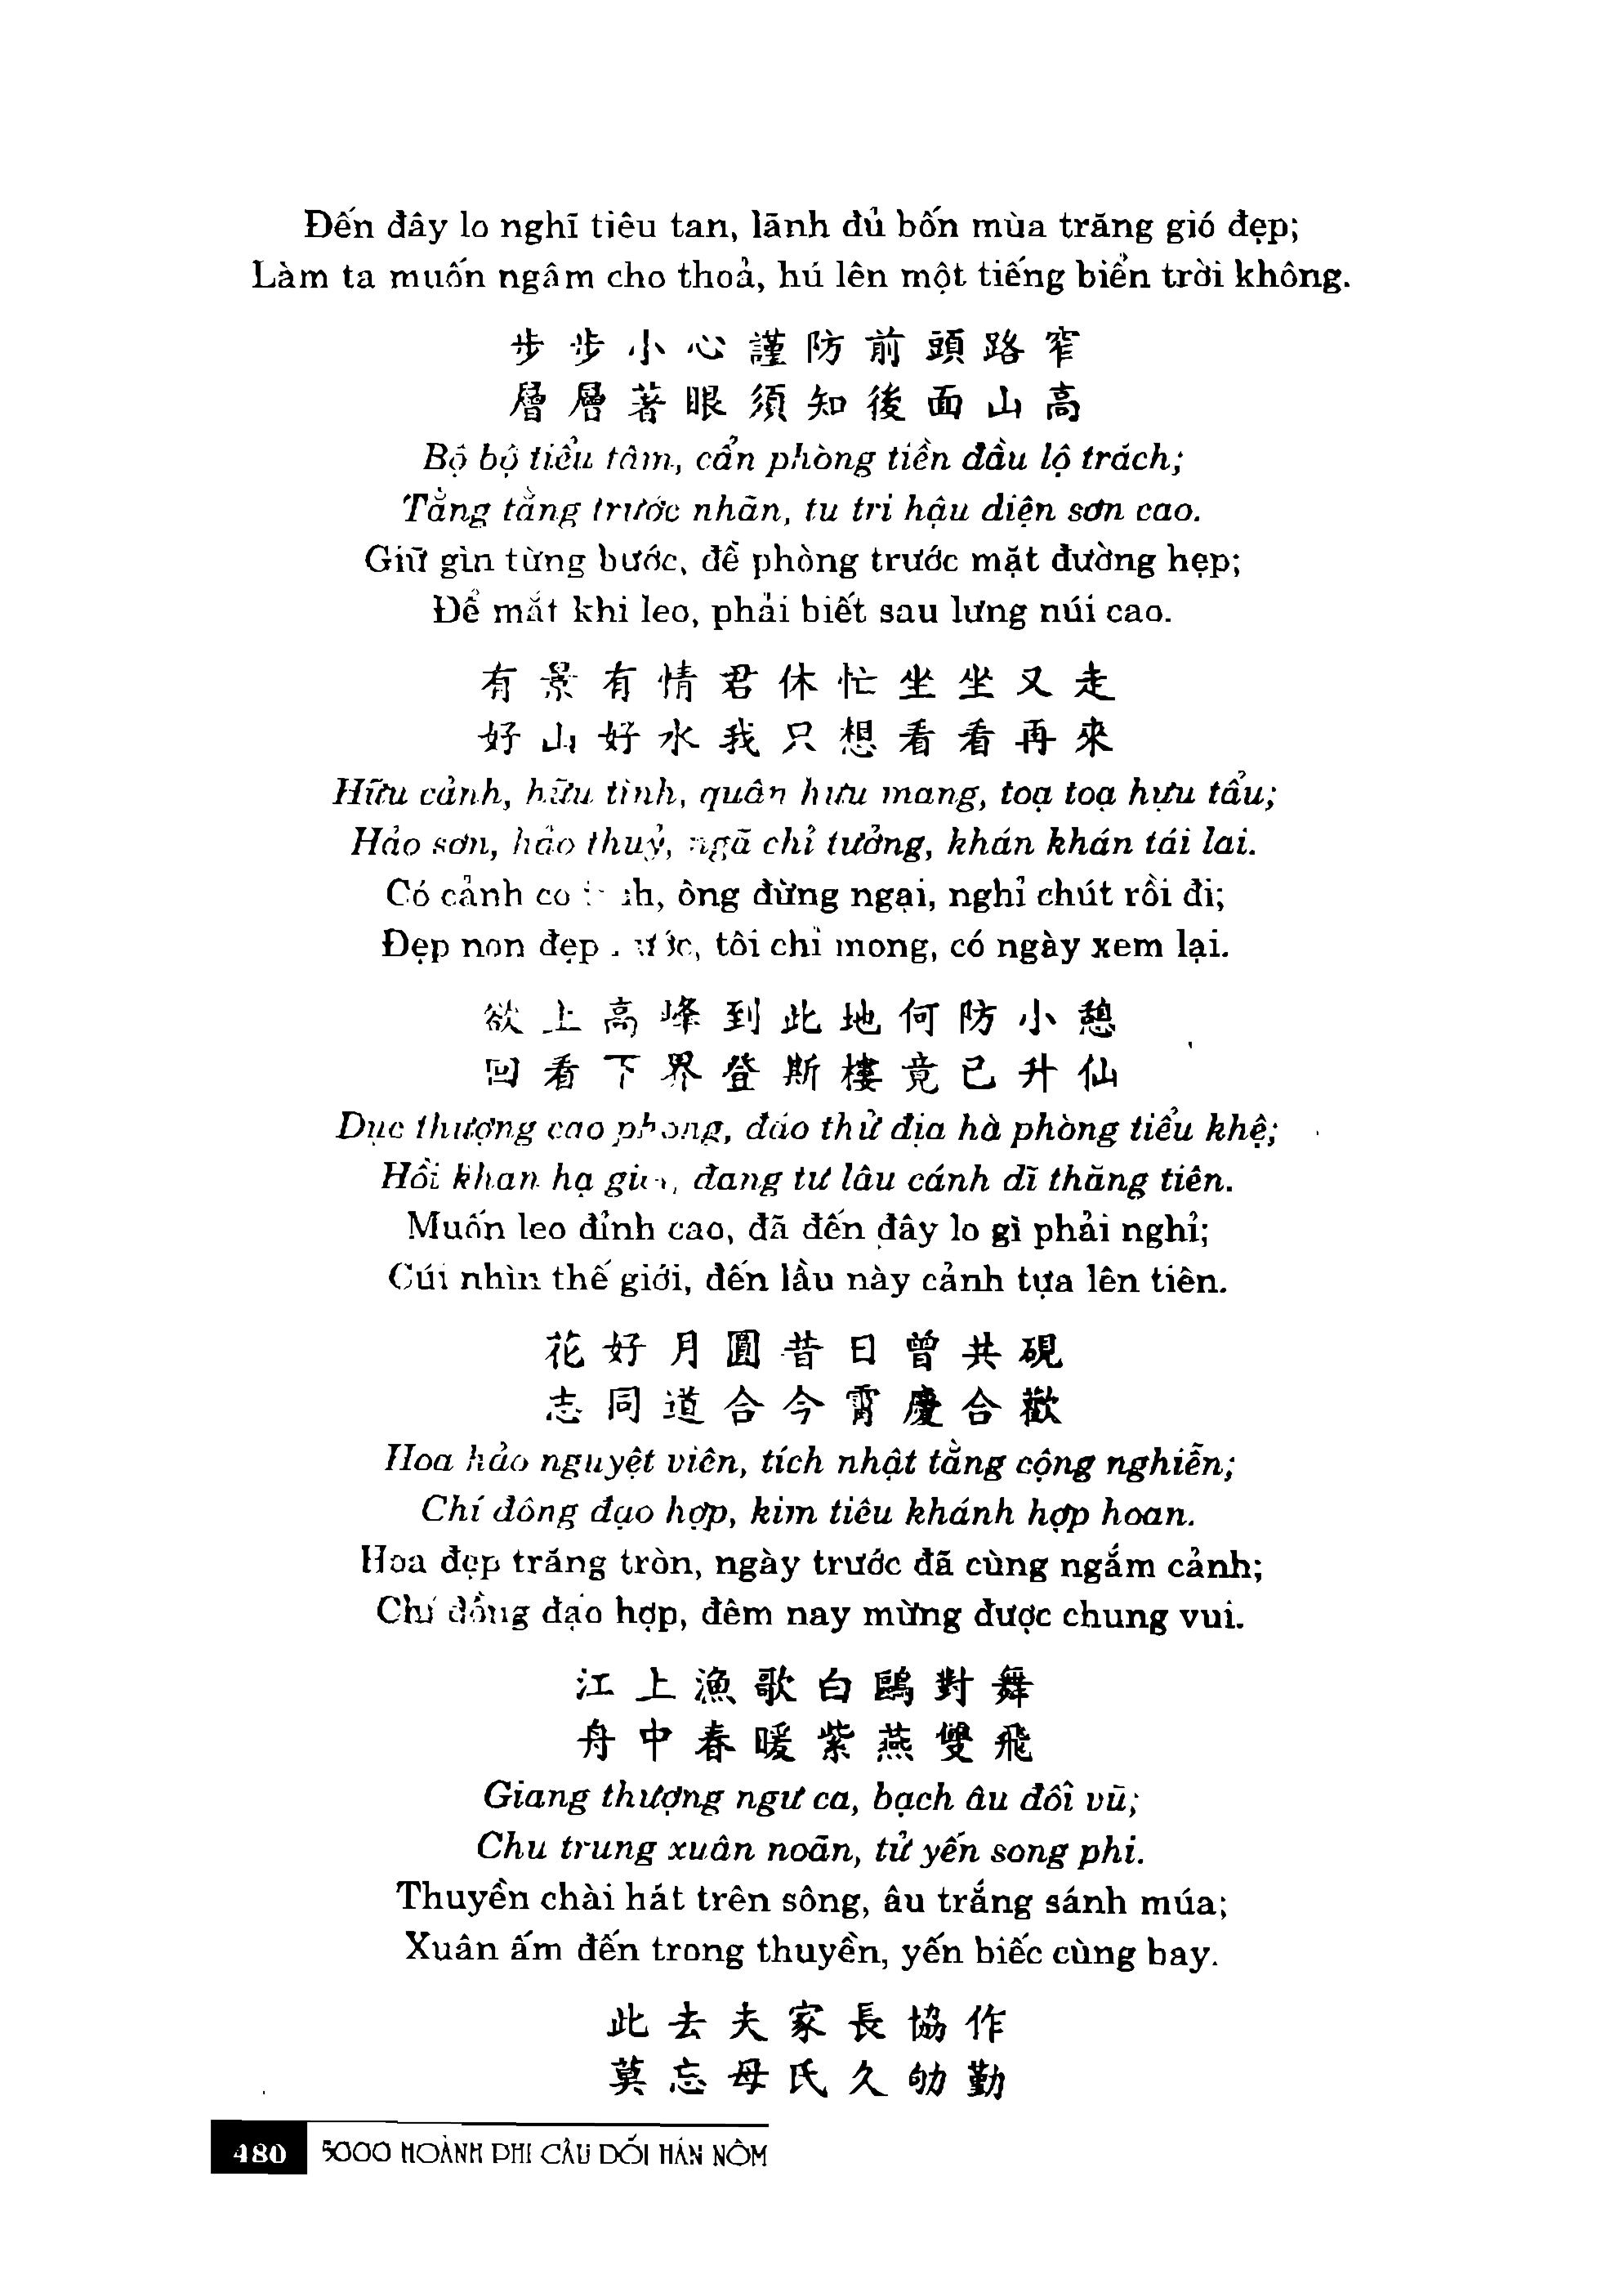 Đến đây lo nghĩ tiêu tan, lãnh đủ bốn mùa trăng gió đẹp;
Làm ta muốn ngâm cho thoả, hú lên một tiếng biển trời không.
步步小心謹防前頭路窄
層層著眼須知後面山高
Bộ bộ tiểu tâm, cẩn phòng tiền đầu lộ trách;
Tằng tằng trước nhãn, tu tri hậu diện sơn cao.
Giữ gìn từng bước, đề phòng trước mặt đường hẹp;
Để mắt khi leo, phải biết sau lưng núi cao.
有景有情君休忙坐坐又走
好山好水我只想看看再來
Hữu cảnh, hữu tình, quân hưu mang, toạ toạ hựu tẩu;
Hảo sơn, hảo thuỷ, ngã chỉ tưởng, khán khán tái lai.
Có cảnh co ông đừng ngại, nghỉ chút rồi đi;
Đẹp non đẹp tôi chỉ mong, có ngày xem lại.
欲上高峰到此地何防小憩
回看下界登斯樓竟已升仙
Dục thượng cao phong, đáo thử địa hà phòng tiểu khệ;
Hồi khan hạ đang tư lâu cánh dĩ thăng tiên.
Muốn leo đỉnh cao, đã đến đây lo gì phải nghỉ;
Cúi nhìn thế giới, đến lầu này cảnh tựa lên tiên.
花好月圓昔日曾共硯
志同道合今霄慶合歡
Hoa hảo nguyệt viên, tích nhật tằng cộng nghiễn;
Chí đông đạo hợp, kim tiêu khánh hợp hoan.
Hoa đẹp trăng tròn, ngày trước đã cùng ngắm cảnh;
Chí đồng đạo hợp, đêm nay mừng được chung vui.
江上漁歌白鷗對舞
舟中春暖紫燕雙飛
Giang thượng ngư ca, bạch âu đối vũ;
Chu trung xuân noãn, tử yến song phi.
Thuyền chài hát trên sông, âu trắng sánh múa;
Xuân ấm đến trong thuyền, yến biếc cùng bay.
此去夫家長協作
莫忘母氏久劬勤
480 5000 HOÀNH PHI CÂU ĐỐI HÁN NÔM